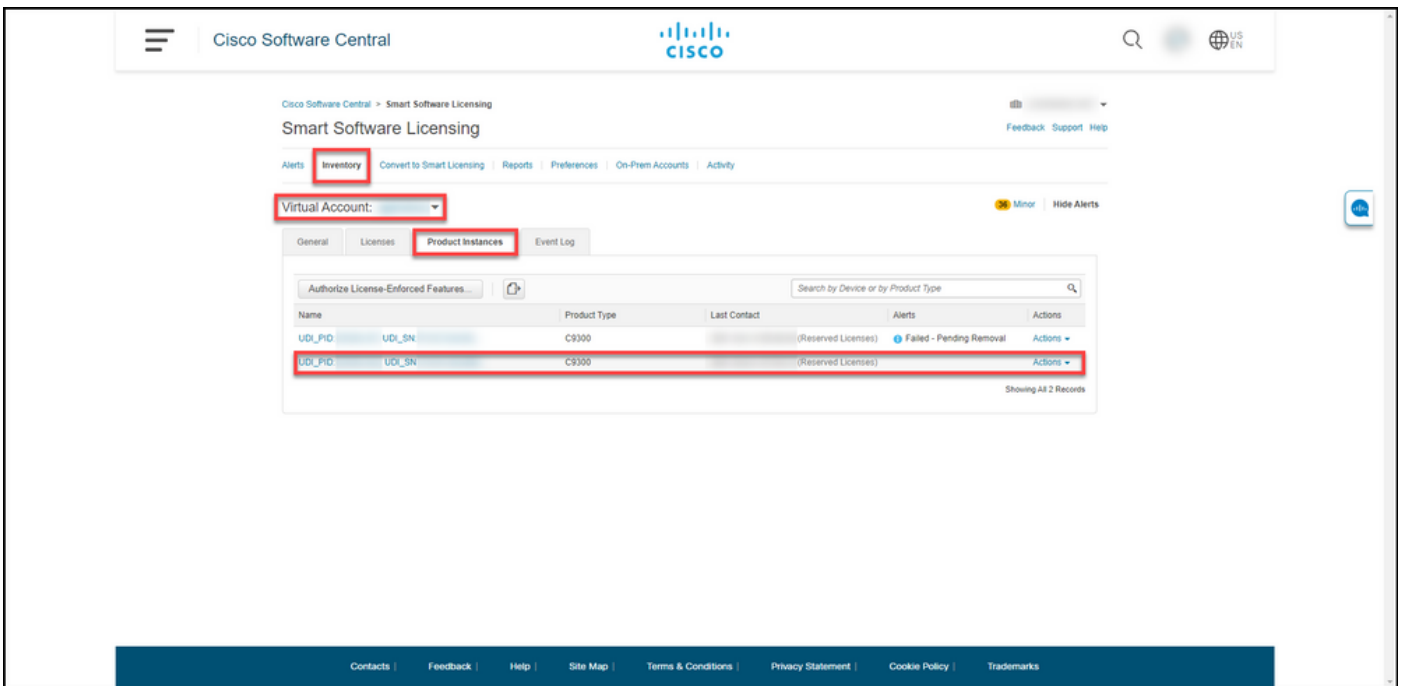 Cisco Software Central
CISCO
US
EN
Cisco Software Central > Smart Software Licensing
Smart Software Licensing
Feedback Support Help
Alerts Inventory Convert to Smart Licensing | Reports | Preferences | On-Prem Accounts | Activity
Virtual Account:
36 Minor | Hide Alerts
General Licenses Product Instances Event Log
Authorize License-Enforced Features...
Search by Device or by Product Type
Name Product Type Last Contact Alerts Actions
UDI_PID: UDI_SN: C9300 (Reserved Licenses) Failed - Pending Removal Actions
UDI_PID: UDI_SN: C9300 (Reserved Licenses) Actions
Showing All 2 Records
Contacts | Feedback | Help | Site Map | Terms & Conditions | Privacy Statement | Cookie Policy | Trademarks